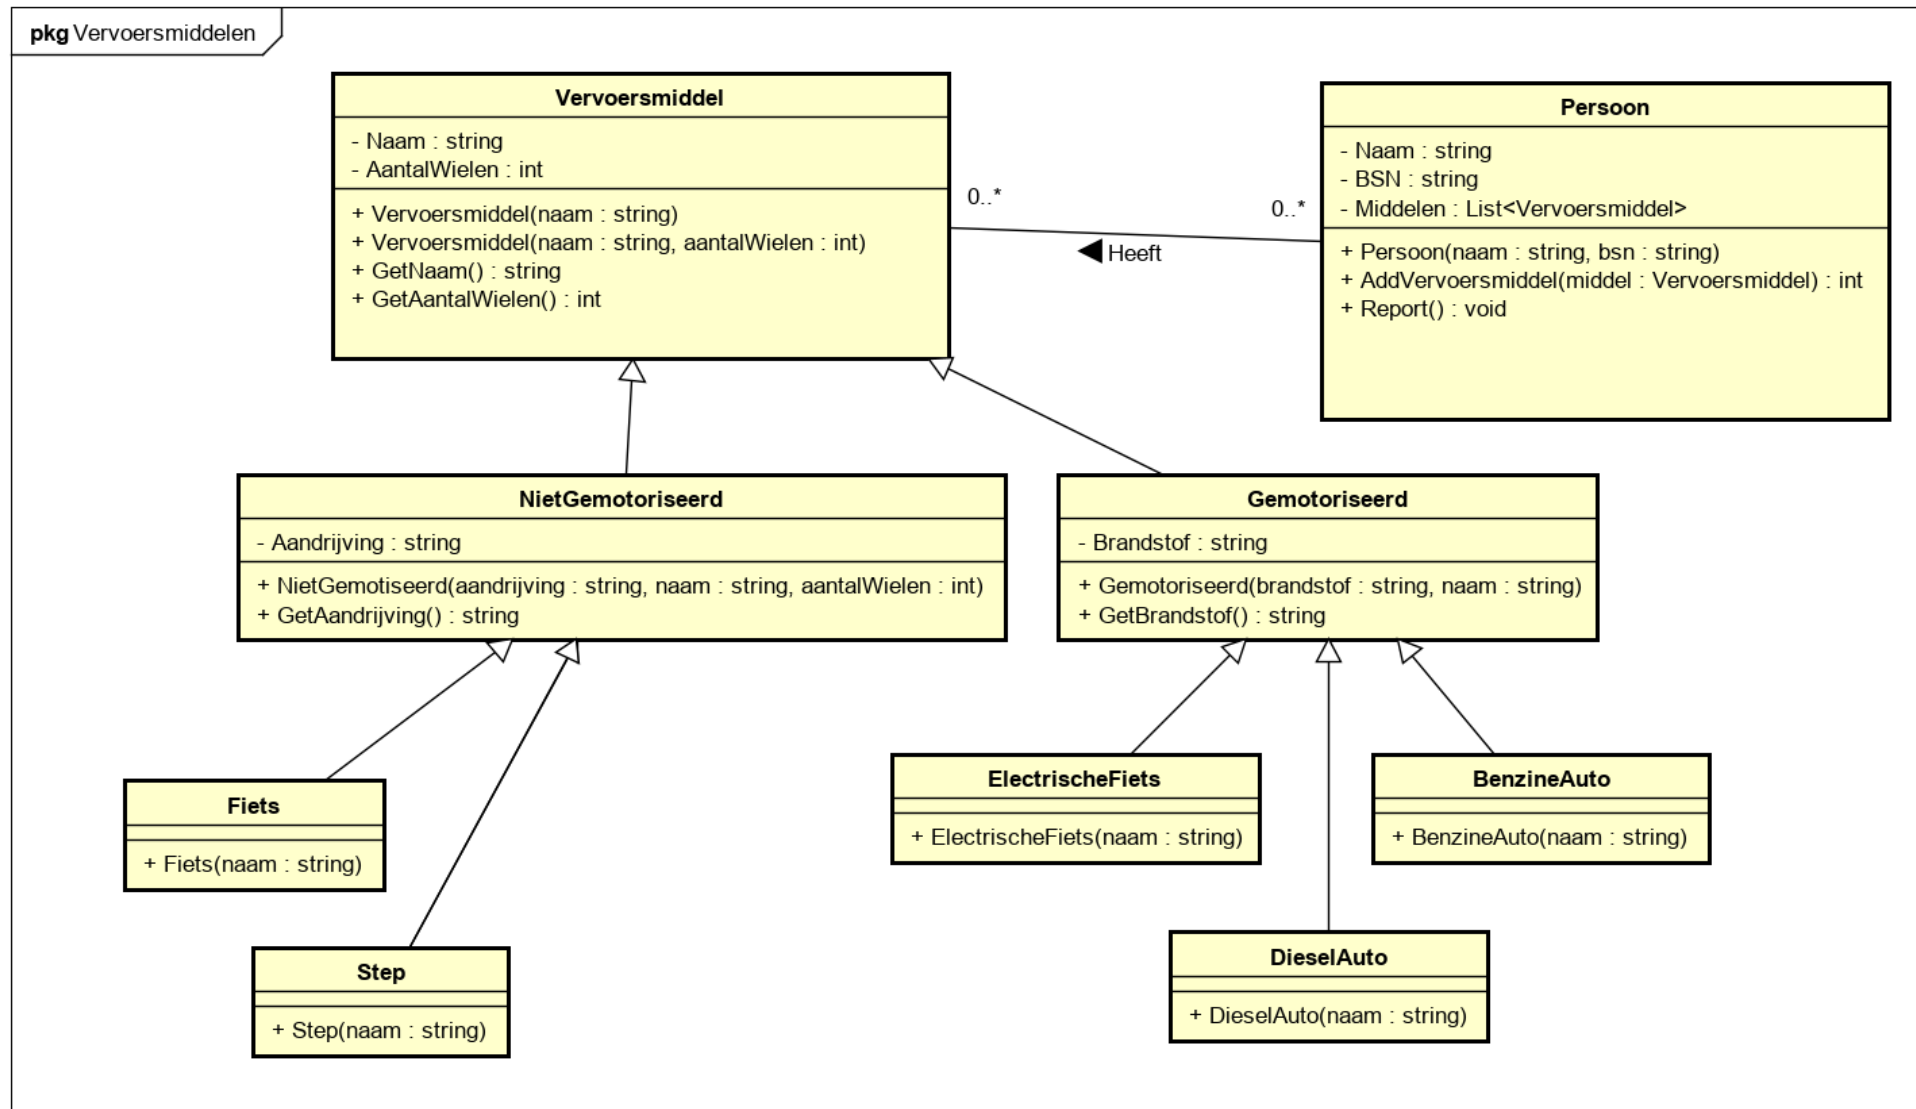 pkg Vervoersmiddelen
Vervoersmiddel
- Naam : string
- AantalWielen : int
+ Vervoersmiddel(naam : string)
+ Vervoersmiddel(naam : string, aantalWielen : int)
+ GetNaam() : string
+ GetAantalWielen() : int
0..*
0..*
◀ Heeft
Persoon
- Naam : string
- BSN : string
- Middelen : List<Vervoersmiddel>
+ Persoon(naam : string, bsn : string)
+ AddVervoersmiddel(middel : Vervoersmiddel) : int
+ Report() : void
NietGemotoriseerd
- Aandrijving : string
+ NietGemotiseerd(aandrijving : string, naam : string, aantalWielen : int)
+ GetAandrijving() : string
Gemotoriseerd
- Brandstof : string
+ Gemotoriseerd(brandstof : string, naam : string)
+ GetBrandstof() : string
Fiets
+ Fiets(naam : string)
Step
+ Step(naam : string)
ElectrischeFiets
+ ElectrischeFiets(naam : string)
BenzineAuto
+ BenzineAuto(naam : string)
DieselAuto
+ DieselAuto(naam : string)